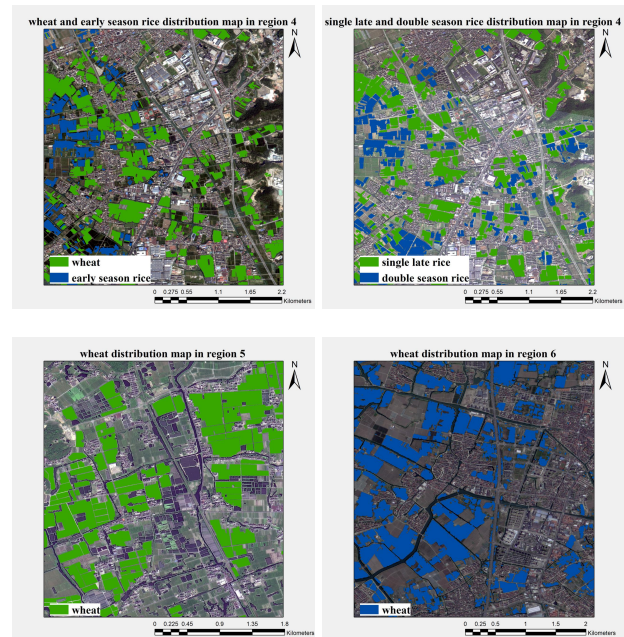 wheat and early season rice distribution map in region 4
N
wheat
early season rice
0 0.275 0.55 1.1 1.65 2.2
Kilometers
single late and double season rice distribution map in region 4
N
single late rice
double season rice
0 0.275 0.55 1.1 1.65 2.2
Kilometers
wheat distribution map in region 5
N
wheat
0 0.225 0.45 0.9 1.35 1.8
Kilometers
wheat distribution map in region 6
N
wheat
0 0.25 0.5 1 1.5 2
Kilometers